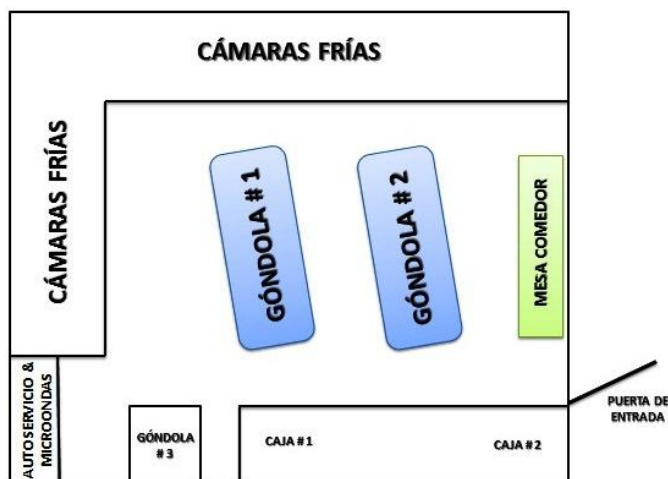 CÁMARAS FRÍAS
CÁMARAS FRÍAS
GÓNDOLA # 1
GÓNDOLA # 2
MESA COMEDOR
AUTOSERVICIO &
MICROONDAS
GÓNDOLA
# 3
CAJA # 1
CAJA # 2
PUERTA DE
ENTRADA